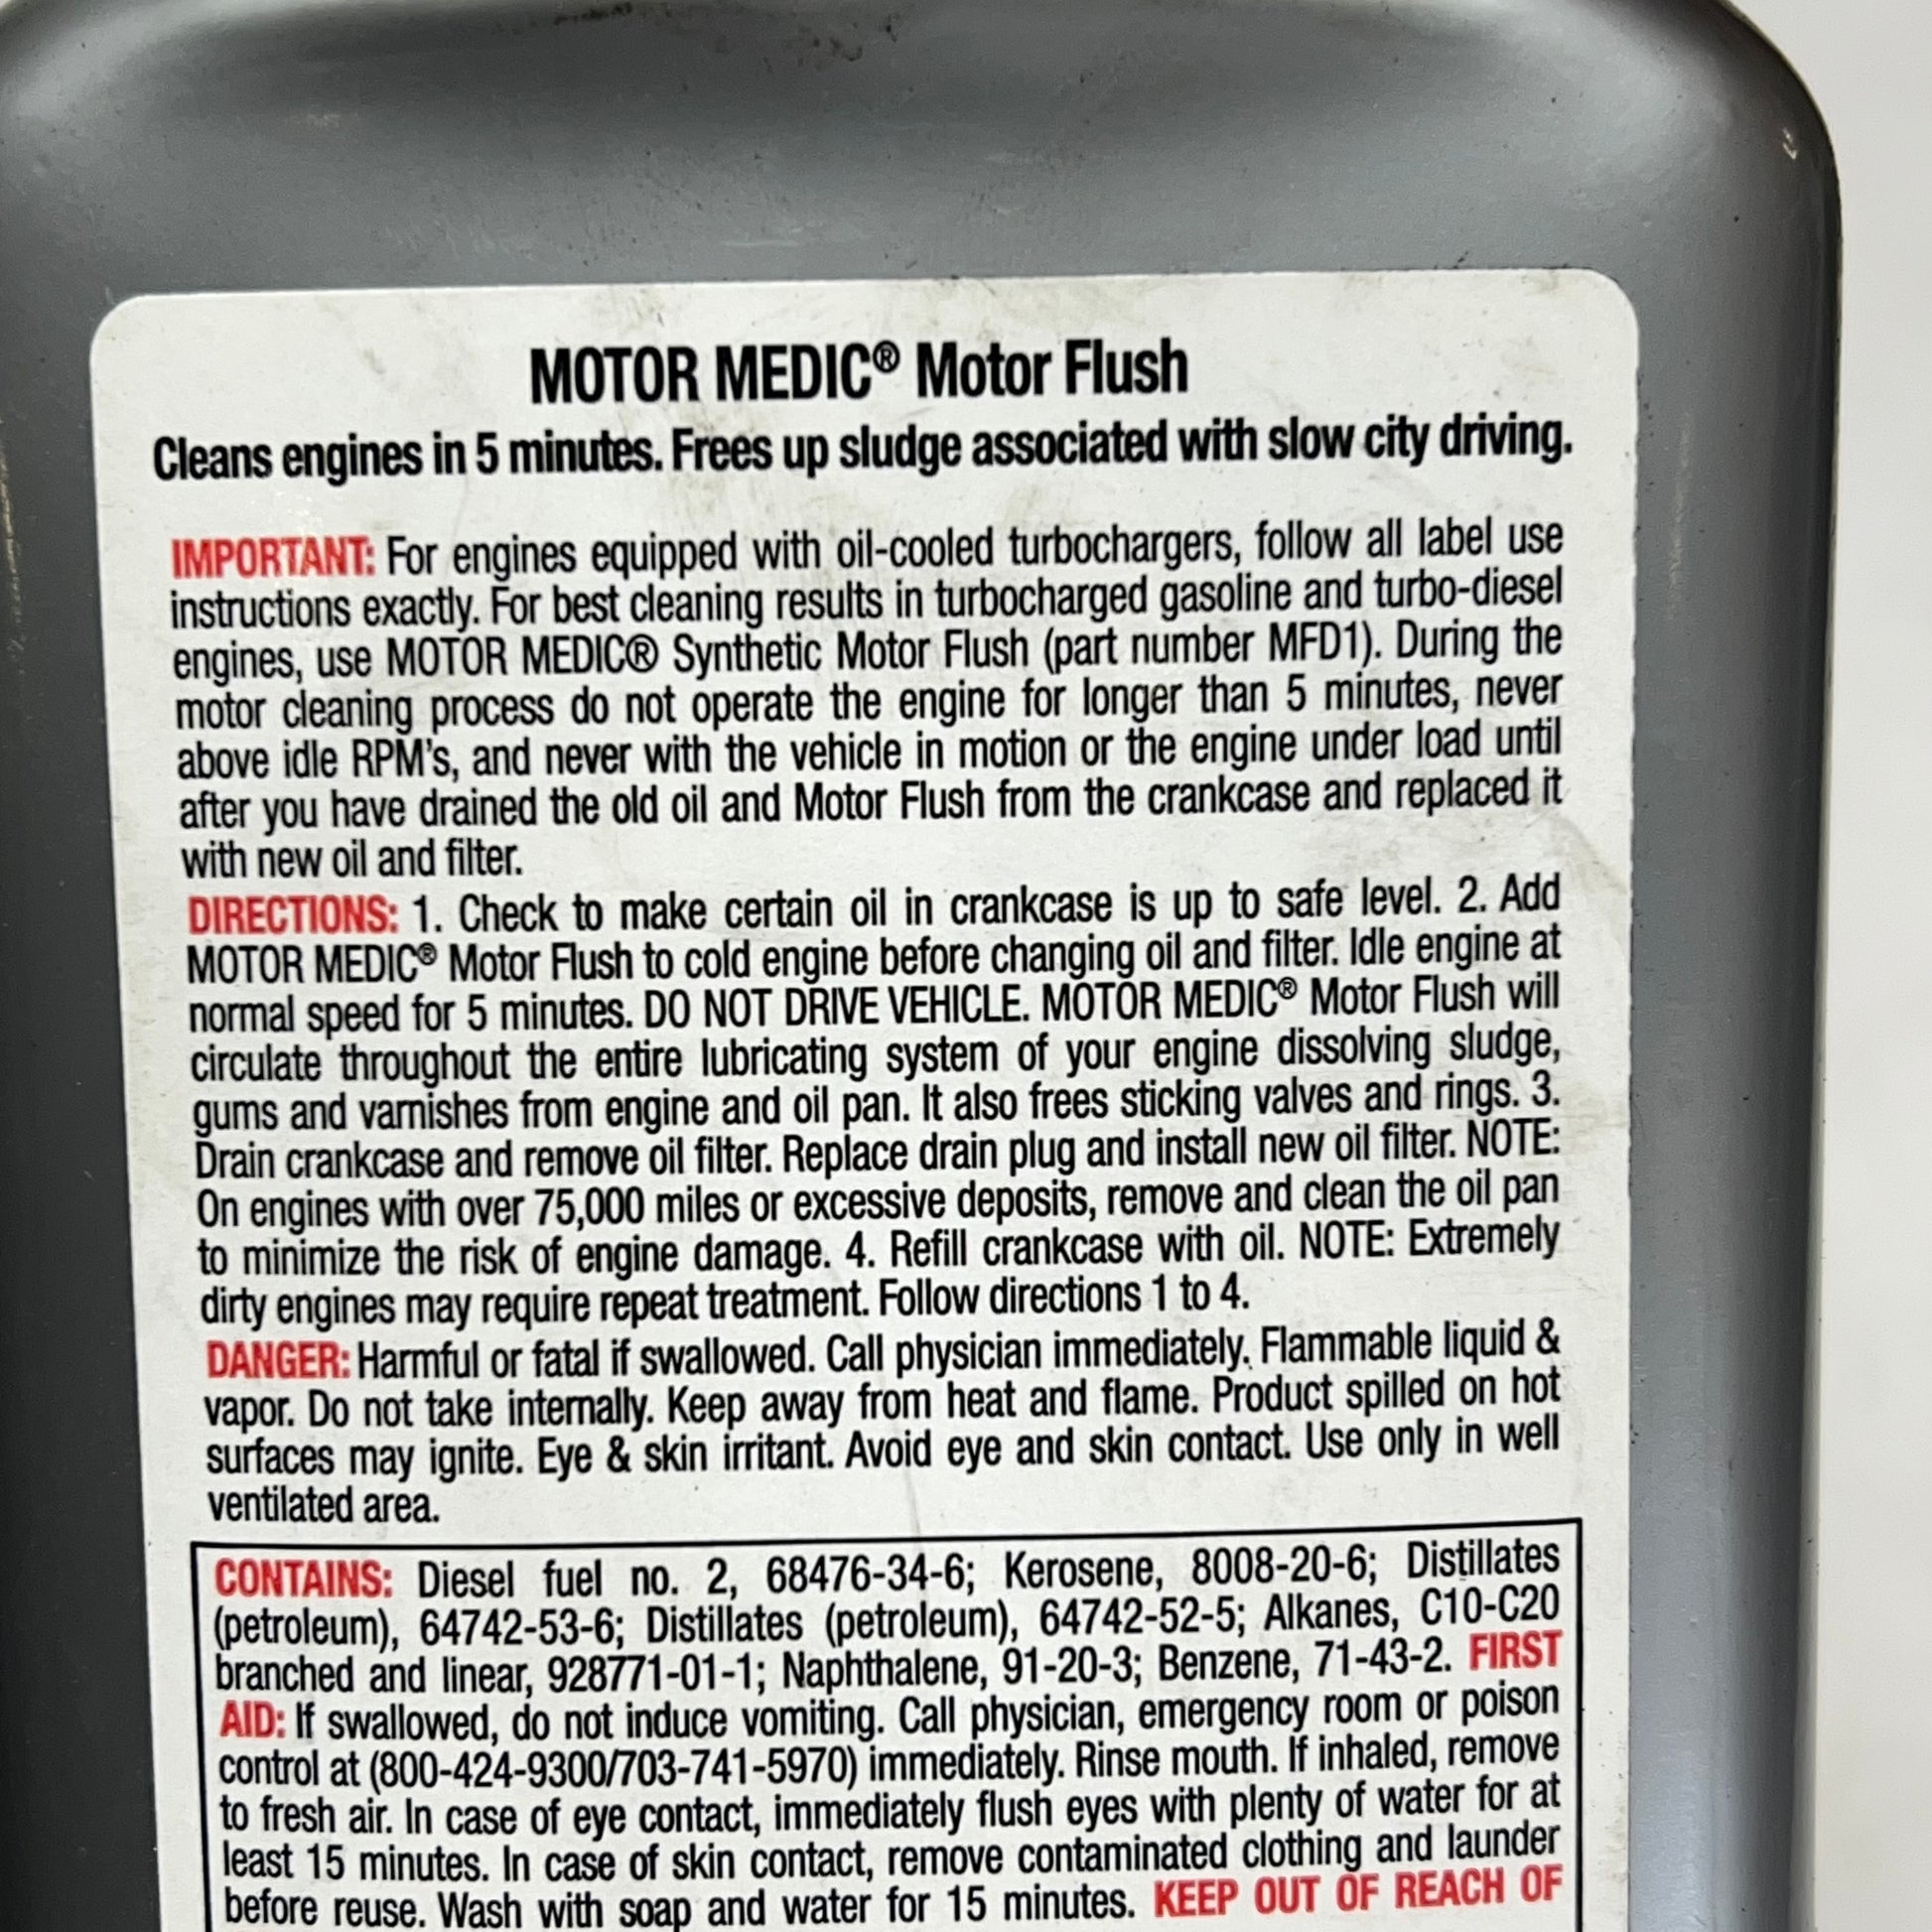 MOTOR MEDIC® Motor Flush
Cleans engines in 5 minutes. Frees up sludge associated with slow city driving.
IMPORTANT: For engines equipped with oil-cooled turbochargers, follow all label use
instructions exactly. For best cleaning results in turbocharged gasoline and turbo-diesel
engines, use MOTOR MEDIC® Synthetic Motor Flush (part number MFD1). During the
motor cleaning process do not operate the engine for longer than 5 minutes, never
above idle RPM's, and never with the vehicle in motion or the engine under load until
after you have drained the old oil and Motor Flush from the crankcase and replaced it
with new oil and filter.
DIRECTIONS: 1. Check to make certain oil in crankcase is up to safe level. 2. Add
MOTOR MEDIC® Motor Flush to cold engine before changing oil and filter. Idle engine at
normal speed for 5 minutes. DO NOT DRIVE VEHICLE. MOTOR MEDIC® Motor Flush will
circulate throughout the entire lubricating system of your engine dissolving sludge,
gums and varnishes from engine and oil pan. It also frees sticking valves and rings. 3.
Drain crankcase and remove oil filter. Replace drain plug and install new oil filter. NOTE:
On engines with over 75,000 miles or excessive deposits, remove and clean the oil pan
to minimize the risk of engine damage. 4. Refill crankcase with oil. NOTE: Extremely
dirty engines may require repeat treatment. Follow directions 1 to 4.
DANGER: Harmful or fatal if swallowed. Call physician immediately. Flammable liquid &
vapor. Do not take internally. Keep away from heat and flame. Product spilled on hot
surfaces may ignite. Eye & skin irritant. Avoid eye and skin contact. Use only in well
ventilated area.
CONTAINS: Diesel fuel no. 2, 68476-34-6; Kerosene, 8008-20-6; Distillates
(petroleum), 64742-53-6; Distillates (petroleum), 64742-52-5; Alkanes, C10-C20
branched and linear, 928771-01-1; Naphthalene, 91-20-3; Benzene, 71-43-2. FIRST
AID: If swallowed, do not induce vomiting. Call physician, emergency room or poison
control at (800-424-9300/703-741-5970) immediately. Rinse mouth. If inhaled, remove
to fresh air. In case of eye contact, immediately flush eyes with plenty of water for at
least 15 minutes. In case of skin contact, remove contaminated clothing and launder
before reuse. Wash with soap and water for 15 minutes. KEEP OUT OF REACH OF